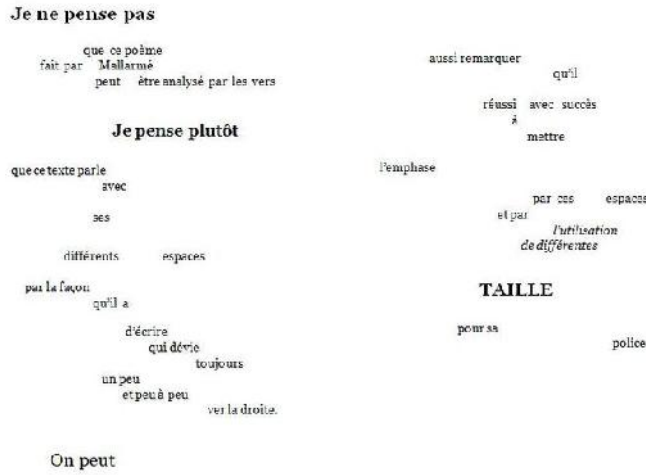 Je ne pense pas
que ce poème
fait par Mallarmé
peut être analysé par les vers
Je pense plutôt
que ce texte parle
avec
ses
différents espaces
par la façon
qu'il a
d'écrire
qui dévie
toujours
un peu
et peu à peu
ver la droite.
On peut
aussi remarquer
qu'il
réussi avec succès
à
mettre
l'emphase
par ces espaces
et par
l'utilisation
de différentes
TAILLE
pour sa
police